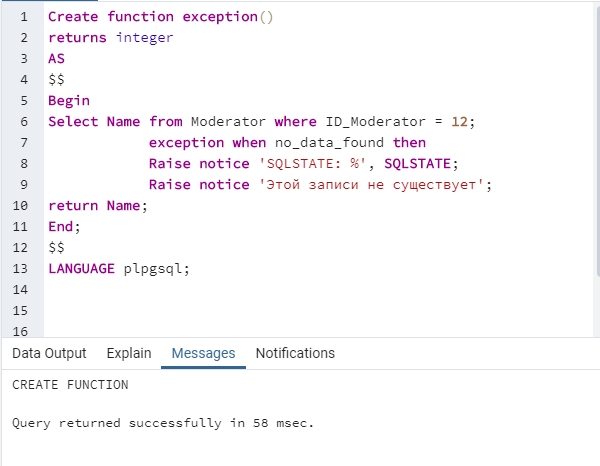 1 Create function exception()
2 returns integer
3 AS
4 $$
5 Begin
6 Select Name from Moderator where ID_Moderator = 12;
7 exception when no_data_found then
8 Raise notice 'SQLSTATE: %', SQLSTATE;
9 Raise notice 'Этой записи не существует';
10 return Name;
11 End;
12 $$
13 LANGUAGE plpgsql;
14
15
16
Data Output Explain Messages Notifications
CREATE FUNCTION
Query returned successfully in 58 msec.